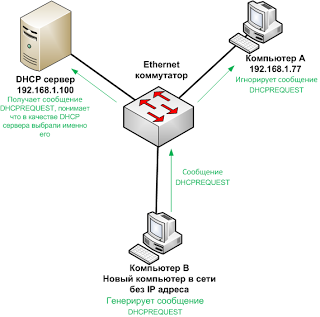 Ethernet
коммутатор
DHCP сервер
192.168.1.100
Получает сообщение
DHCPREQUEST, понимает
что в качестве DHCP
сервера выбрали именно
его
Компьютер А
192.168.1.77
Игнорирует сообщение
DHCPREQUEST
Сообщение
DHCPREQUEST
Компьютер В
Новый компьютер в сети
без IP адреса
Генерирует сообщение
DHCPREQUEST